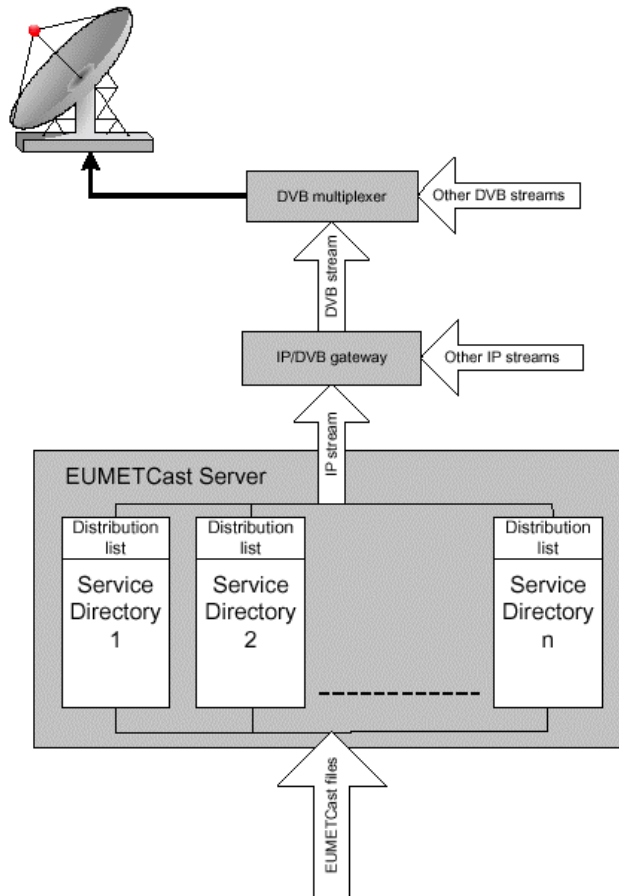 DVB multiplexer
Other DVB streams
DVB stream
IP/DVB gateway
Other IP streams
IP stream
EUMETCast Server
Distribution
list
Service
Directory
1
Distribution
list
Service
Directory
2
Distribution
list
Service
Directory
n
EUMETCast files